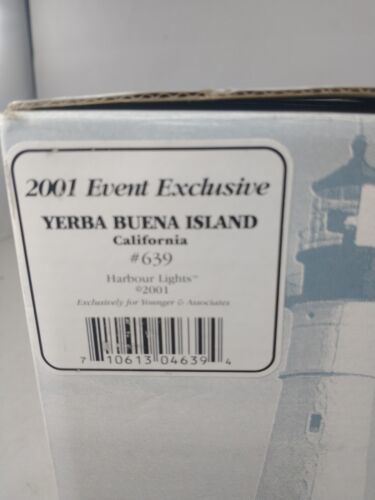 2001 Event Exclusive
YERBA BUENA ISLAND
California
#639
Harbour Lights™
©2001
Exclusively for Younger & Associates
7 10613 04639 4